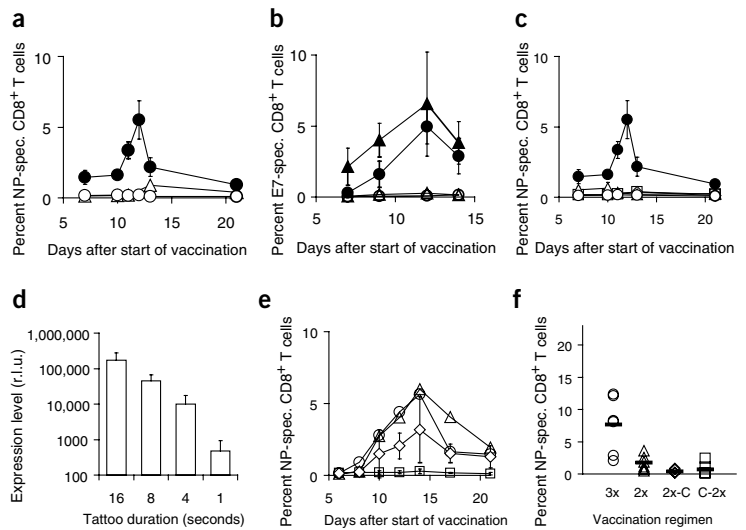 a
Percent NP-spec. CD8+ T cells
10
5
0
5 10 15 20
Days after start of vaccination
b
Percent E7-spec. CD8+ T cells
10
5
0
5 10 15
Days after start of vaccination
c
Percent NP-spec. CD8+ T cells
10
5
0
5 10 15 20
Days after start of vaccination
d
Expression level (r.l.u.)
1,000,000
100,000
10,000
1000
100
16 8 4 1
Tattoo duration (seconds)
e
Percent NP-spec. CD8+ T cells
10
5
0
5 10 15 20
Days after start of vaccination
f
Percent NP-spec. CD8+ T cells
20
15
10
5
0
3x 2x 2x-C C-2x
Vaccination regimen